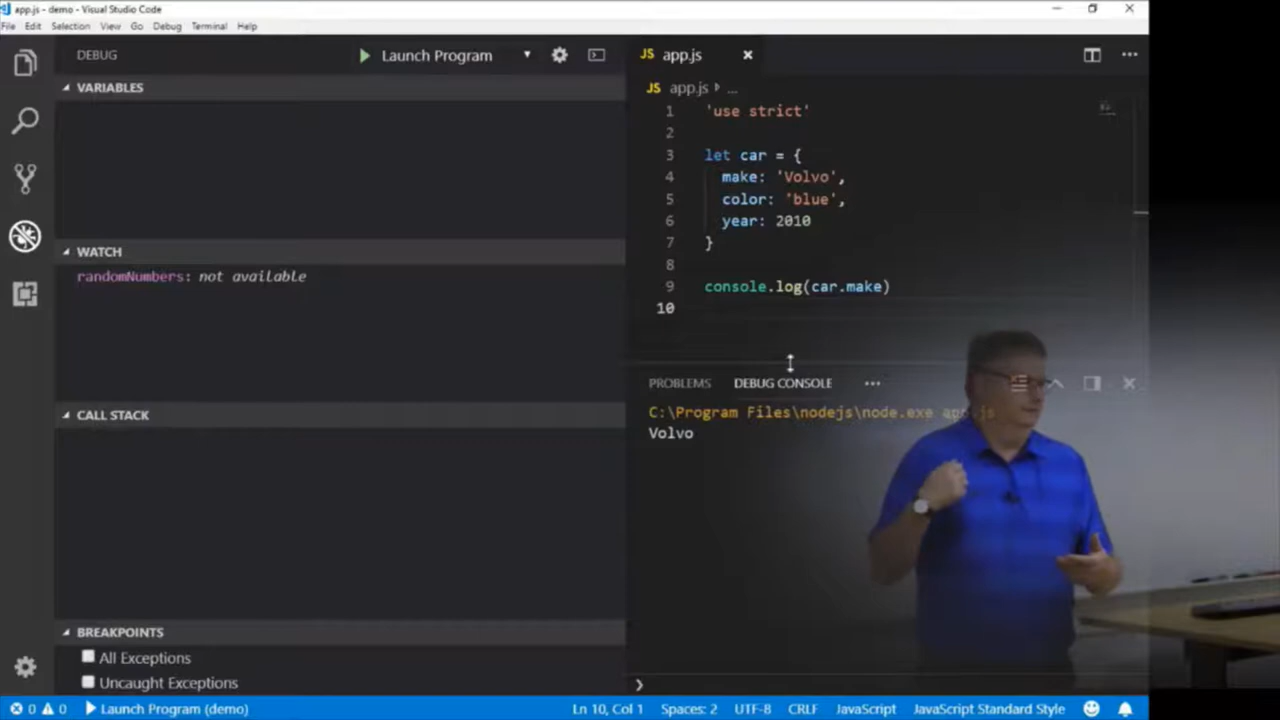 app.js - demo - Visual Studio Code
File Edit Selection View Go Debug Terminal Help
DEBUG
Launch Program
VARIABLES
WATCH
randomNumbers: not available
CALL STACK
BREAKPOINTS
All Exceptions
Uncaught Exceptions
JS app.js
JS app.js ...
1 'use strict'
2
3 let car = {
4 make: 'Volvo',
5 color: 'blue',
6 year: 2010
7 }
8
9 console.log(car.make)
10
PROBLEMS DEBUG CONSOLE ...
C:\Program Files\nodejs\node.exe app.js
Volvo
0 0 Launch Program (demo) Ln 10, Col 1 Spaces: 2 UTF-8 CRLF JavaScript JavaScript Standard Style